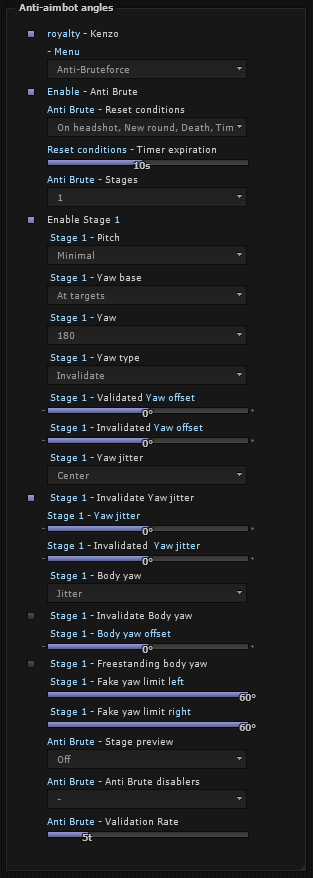 Anti-aimbot angles
royalty - Kenzo
- Menu
Anti-Bruteforce
Enable - Anti Brute
Anti Brute - Reset conditions
On headshot, New round, Death, Tim
Reset conditions - Timer expiration
10s
Anti Brute - Stages
1
Enable Stage 1
Stage 1 - Pitch
Minimal
Stage 1 - Yaw base
At targets
Stage 1 - Yaw
180
Stage 1 - Yaw type
Invalidate
Stage 1 - Validated Yaw offset
- +
0°
Stage 1 - Invalidated Yaw offset
- +
0°
Stage 1 - Yaw jitter
Center
Stage 1 - Invalidate Yaw jitter
Stage 1 - Yaw jitter
- +
0°
Stage 1 - Invalidated  Yaw jitter
- +
0°
Stage 1 - Body yaw
Jitter
Stage 1 - Invalidate Body yaw
Stage 1 - Body yaw offset
- +
0°
Stage 1 - Freestanding body yaw
Stage 1 - Fake yaw limit left
60°
Stage 1 - Fake yaw limit right
60°
Anti Brute - Stage preview
Off
Anti Brute - Anti Brute disablers
-
Anti Brute - Validation Rate
5t